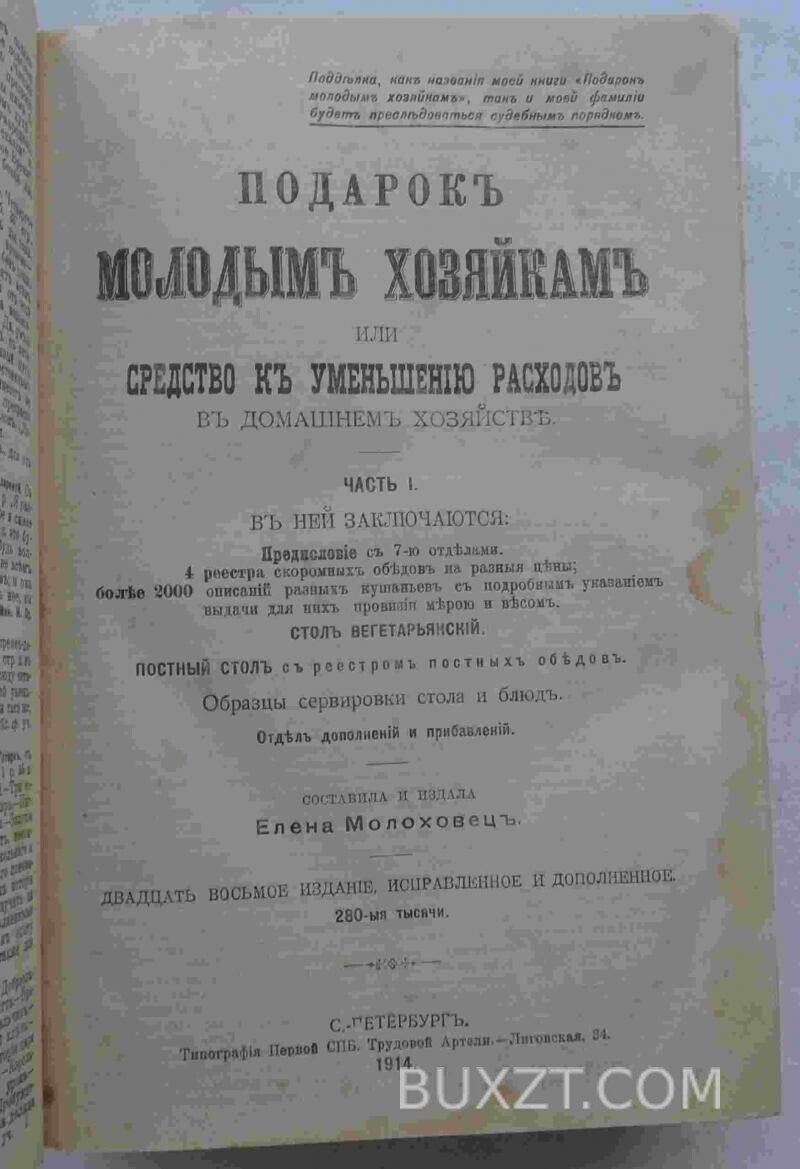 Поддѣлка, какъ названія моей книги «Подарокъ
молодымъ хозяйкамъ», такъ и моей фамиліи
будетъ преслѣдоваться судебнымъ порядкомъ.
ПОДАРОКЪ
МОЛОДЫМЪ ХОЗЯЙКАМЪ
ИЛИ
СРЕДСТВО КЪ УМЕНЬШЕНІЮ РАСХОДОВЪ
ВЪ ДОМАШНЕМЪ ХОЗЯЙСТВѢ.
ЧАСТЬ I.
ВЪ НЕЙ ЗАКЛЮЧАЮТСЯ:
Предисловіе съ 7-ю отдѣлами.
4 реестра скоромныхъ обѣдовъ на разныя цѣны;
болѣе 2000 описаній разныхъ кушаньевъ съ подробнымъ указаніемъ
выдачи для нихъ провизіи мѣрою и вѣсомъ.
СТОЛЪ ВЕГЕТАРЬЯНСКІЙ.
ПОСТНЫЙ СТОЛЪ съ реестромъ постныхъ обѣдовъ.
Образцы сервировки стола и блюдъ.
Отдѣлъ дополненій и прибавленій.
СОСТАВИЛА И ИЗДАЛА
Елена Молоховецъ.
ДВАДЦАТЬ ВОСЬМОЕ ИЗДАНІЕ, ИСПРАВЛЕННОЕ И ДОПОЛНЕННОЕ.
280-ыя тысячи.
С.-ПЕТЕРБУРГЪ.
Типографія Первой СПБ. Трудовой Артели.—Лиговская, 34.
1914.
BUXZT.COM